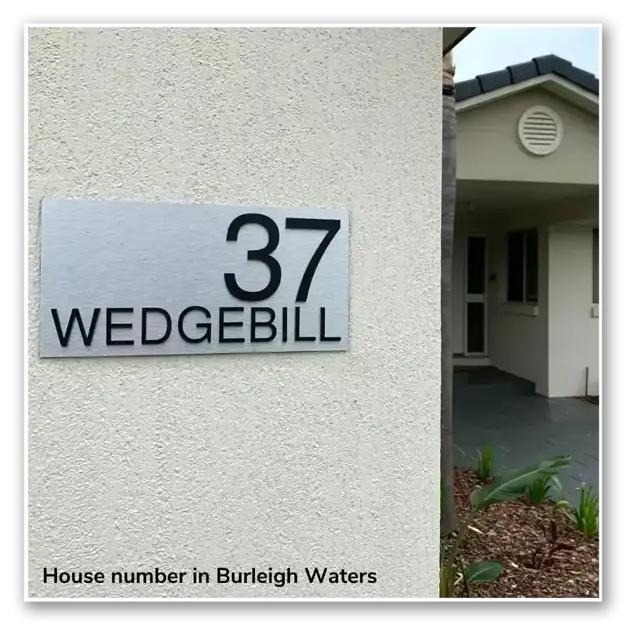 37
WEDGEBILL
House number in Burleigh Waters